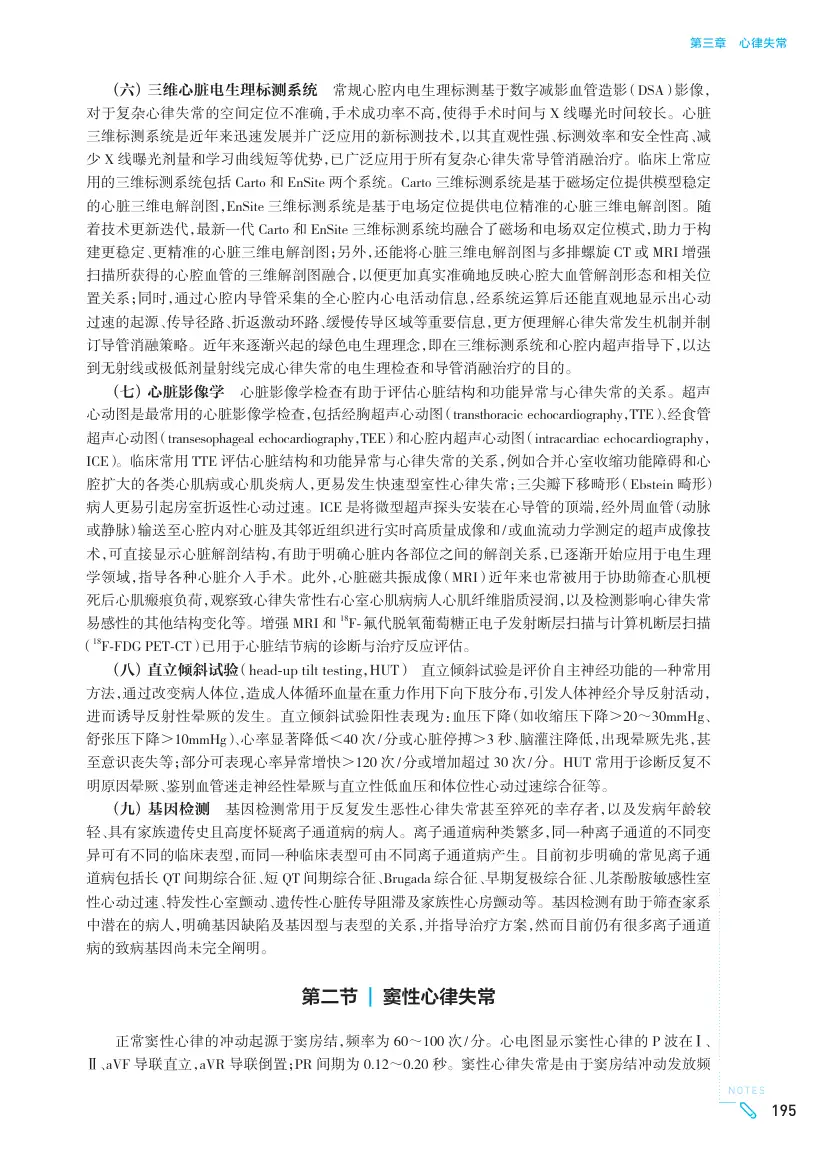 第三章 心律失常
(六)三维心脏电生理标测系统 常规心腔内电生理标测基于数字减影血管造影(DSA)影像,
对于复杂心律失常的空间定位不准确,手术成功率不高,使得手术时间与 X 线曝光时间较长。心脏
三维标测系统是近年来迅速发展并广泛应用的新标测技术,以其直观性强、标测效率和安全性高、减
少 X 线曝光剂量和学习曲线短等优势,已广泛应用于所有复杂心律失常导管消融治疗。临床上常应
用的三维标测系统包括 Carto 和 EnSite 两个系统。Carto 三维标测系统是基于磁场定位提供模型稳定
的心脏三维电解剖图,EnSite 三维标测系统是基于电场定位提供电位精准的心脏三维电解剖图。随
着技术更新迭代,最新一代 Carto 和 EnSite 三维标测系统均融合了磁场和电场双定位模式,助力于构
建更稳定、更精准的心脏三维电解剖图;另外,还能将心脏三维电解剖图与多排螺旋 CT 或 MRI 增强
扫描所获得的心腔血管的三维解剖图融合,以便更加真实准确地反映心腔大血管解剖形态和相关位
置关系;同时,通过心腔内导管采集的全心腔内心电活动信息,经系统运算后还能直观地显示出心动
过速的起源、传导径路、折返激动环路、缓慢传导区域等重要信息,更方便理解心律失常发生机制并制
订导管消融策略。近年来逐渐兴起的绿色电生理理念,即在三维标测系统和心腔内超声指导下,以达
到无射线或极低剂量射线完成心律失常的电生理检查和导管消融治疗的目的。
(七)心脏影像学 心脏影像学检查有助于评估心脏结构和功能异常与心律失常的关系。超声
心动图是最常用的心脏影像学检查,包括经胸超声心动图(transthoracic echocardiography,TTE)、经食管
超声心动图(transesophageal echocardiography,TEE)和心腔内超声心动图(intracardiac echocardiography,
ICE)。临床常用 TTE 评估心脏结构和功能异常与心律失常的关系,例如合并心室收缩功能障碍和心
腔扩大的各类心肌病或心肌炎病人,更易发生快速型室性心律失常;三尖瓣下移畸形(Ebstein 畸形)
病人更易引起房室折返性心动过速。ICE 是将微型超声探头安装在心导管的顶端,经外周血管(动脉
或静脉)输送至心腔内对心脏及其邻近组织进行实时高质量成像和/或血流动力学测定的超声成像技
术,可直接显示心脏解剖结构,有助于明确心脏内各部位之间的解剖关系,已逐渐开始应用于电生理
学领域,指导各种心脏介入手术。此外,心脏磁共振成像(MRI)近年来也常被用于协助筛查心肌梗
死后心肌瘢痕负荷,观察致心律失常性右心室心肌病病人心肌纤维脂质浸润,以及检测影响心律失常
易感性的其他结构变化等。增强 MRI 和 ¹⁸F-氟代脱氧葡萄糖正电子发射断层扫描与计算机断层扫描
(¹⁸F-FDG PET-CT)已用于心脏结节病的诊断与治疗反应评估。
(八)直立倾斜试验(head-up tilt testing,HUT) 直立倾斜试验是评价自主神经功能的一种常用
方法,通过改变病人体位,造成人体循环血量在重力作用下向下肢分布,引发人体神经介导反射活动,
进而诱导反射性晕厥的发生。直立倾斜试验阳性表现为:血压下降(如收缩压下降>20～30mmHg、
舒张压下降>10mmHg)、心率显著降低<40 次/分或心脏停搏>3 秒、脑灌注降低,出现晕厥先兆,甚
至意识丧失等;部分可表现心率异常增快>120 次/分或增加超过 30 次/分。HUT 常用于诊断反复不
明原因晕厥、鉴别血管迷走神经性晕厥与直立性低血压和体位性心动过速综合征等。
(九)基因检测 基因检测常用于反复发生恶性心律失常甚至猝死的幸存者,以及发病年龄较
轻、具有家族遗传史且高度怀疑离子通道病的病人。离子通道病种类繁多,同一种离子通道的不同变
异可有不同的临床表型,而同一种临床表型可由不同离子通道病产生。目前初步明确的常见离子通
道病包括长 QT 间期综合征、短 QT 间期综合征、Brugada 综合征、早期复极综合征、儿茶酚胺敏感性室
性心动过速、特发性心室颤动、遗传性心脏传导阻滞及家族性心房颤动等。基因检测有助于筛查家系
中潜在的病人,明确基因缺陷及基因型与表型的关系,并指导治疗方案,然而目前仍有很多离子通道
病的致病基因尚未完全阐明。
第二节 | 窦性心律失常
正常窦性心律的冲动起源于窦房结,频率为 60～100 次/分。心电图显示窦性心律的 P 波在Ⅰ、
Ⅱ、aVF 导联直立,aVR 导联倒置;PR 间期为 0.12～0.20 秒。窦性心律失常是由于窦房结冲动发放频
NOTES
195